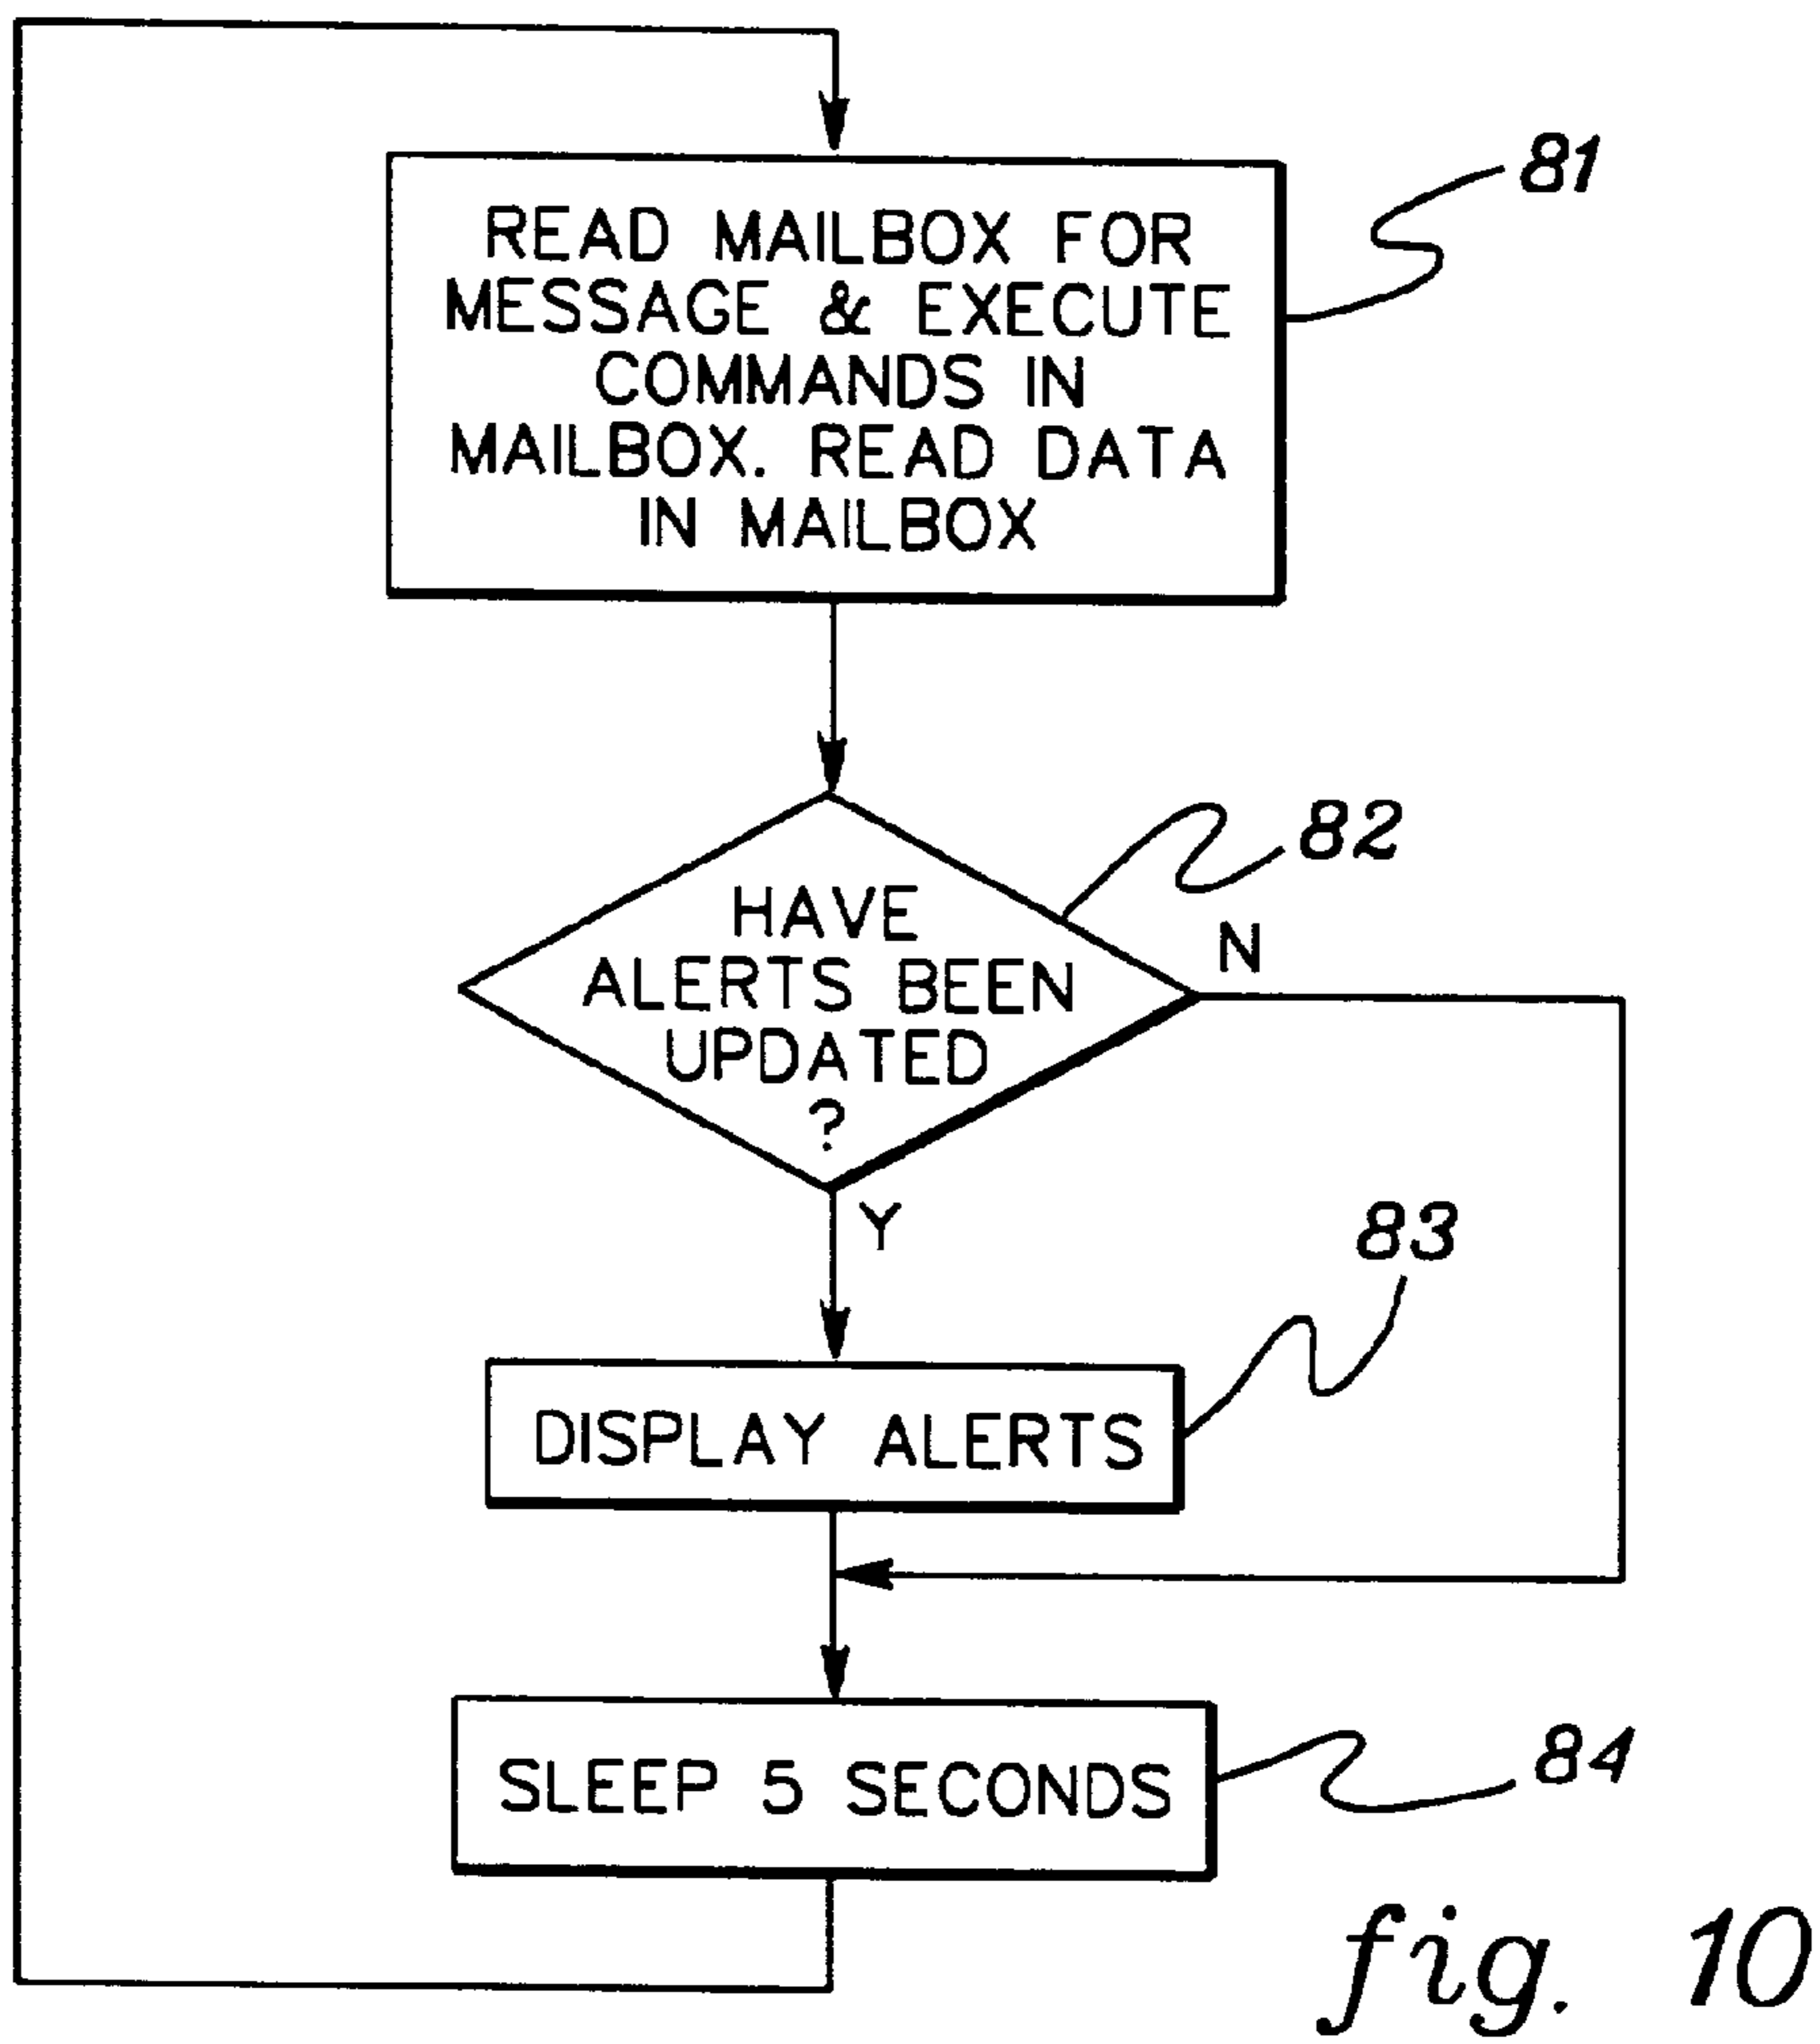 81
READ MAILBOX FOR
MESSAGE & EXECUTE
COMMANDS IN
MAILBOX. READ DATA
IN MAILBOX
82
HAVE
ALERTS BEEN
UPDATED
?
N
Y
83
DISPLAY ALERTS
84
SLEEP 5 SECONDS
fig. 10